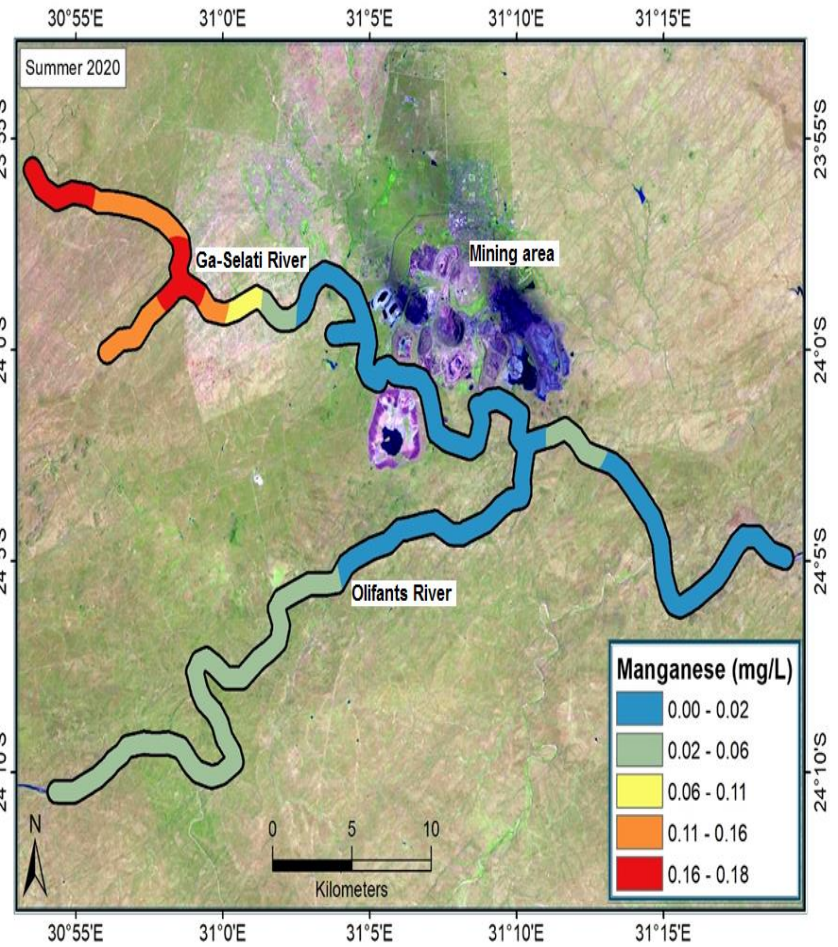 30°55'E 31°0'E 31°5'E 31°10'E 31°15'E
Summer 2020
23°55'S
Ga-Selati River
Mining area
24°0'S 24°0'S
24°5'S 24°5'S
Olifants River
Manganese (mg/L)
0.00 - 0.02
0.02 - 0.06
0.06 - 0.11
0.11 - 0.16
0.16 - 0.18
24°10'S 24°10'S
N
0 5 10
Kilometers
30°55'E 31°0'E 31°5'E 31°10'E 31°15'E